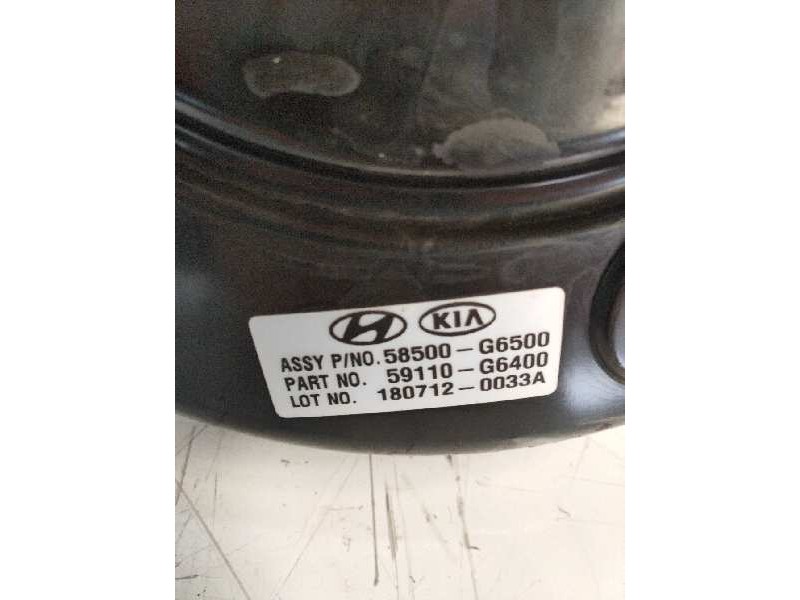 KIA
ASSY P/NO. 58500-G6500
PART NO. 59110-G6400
LOT NO. 180712-0033A